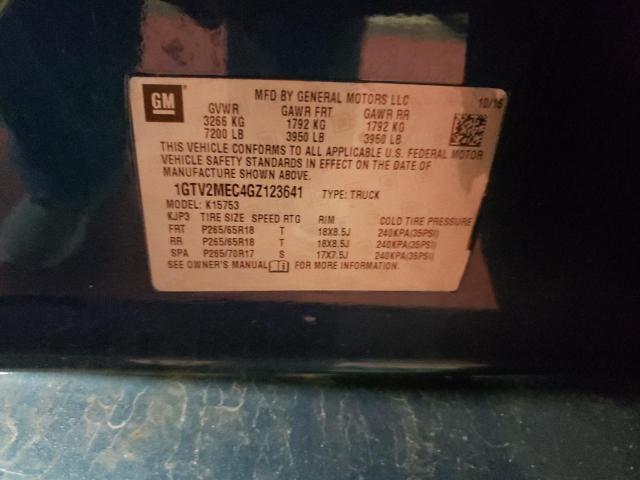 GM
MFD BY GENERAL MOTORS LLC 10/16
GVWR GAWR FRT GAWR RR
3266 KG 1792 KG 1792 KG
7200 LB 3950 LB 3950 LB
THIS VEHICLE CONFORMS TO ALL APPLICABLE U.S. FEDERAL MOTOR
VEHICLE SAFETY STANDARDS IN EFFECT ON THE DATE OF
MANUFACTURE SHOWN ABOVE.
1GTV2MEC4GZ123641 TYPE: TRUCK
MODEL: K15753
KJP3 TIRE SIZE SPEED RTG RIM COLD TIRE PRESSURE
FRT P265/65R18 T 18X8.5J 240KPA(35PSI)
RR P265/65R18 T 18X8.5J 240KPA(35PSI)
SPA P265/70R17 S 17X7.5J 240KPA(35PSI)
SEE OWNER'S MANUAL FOR MORE INFORMATION.